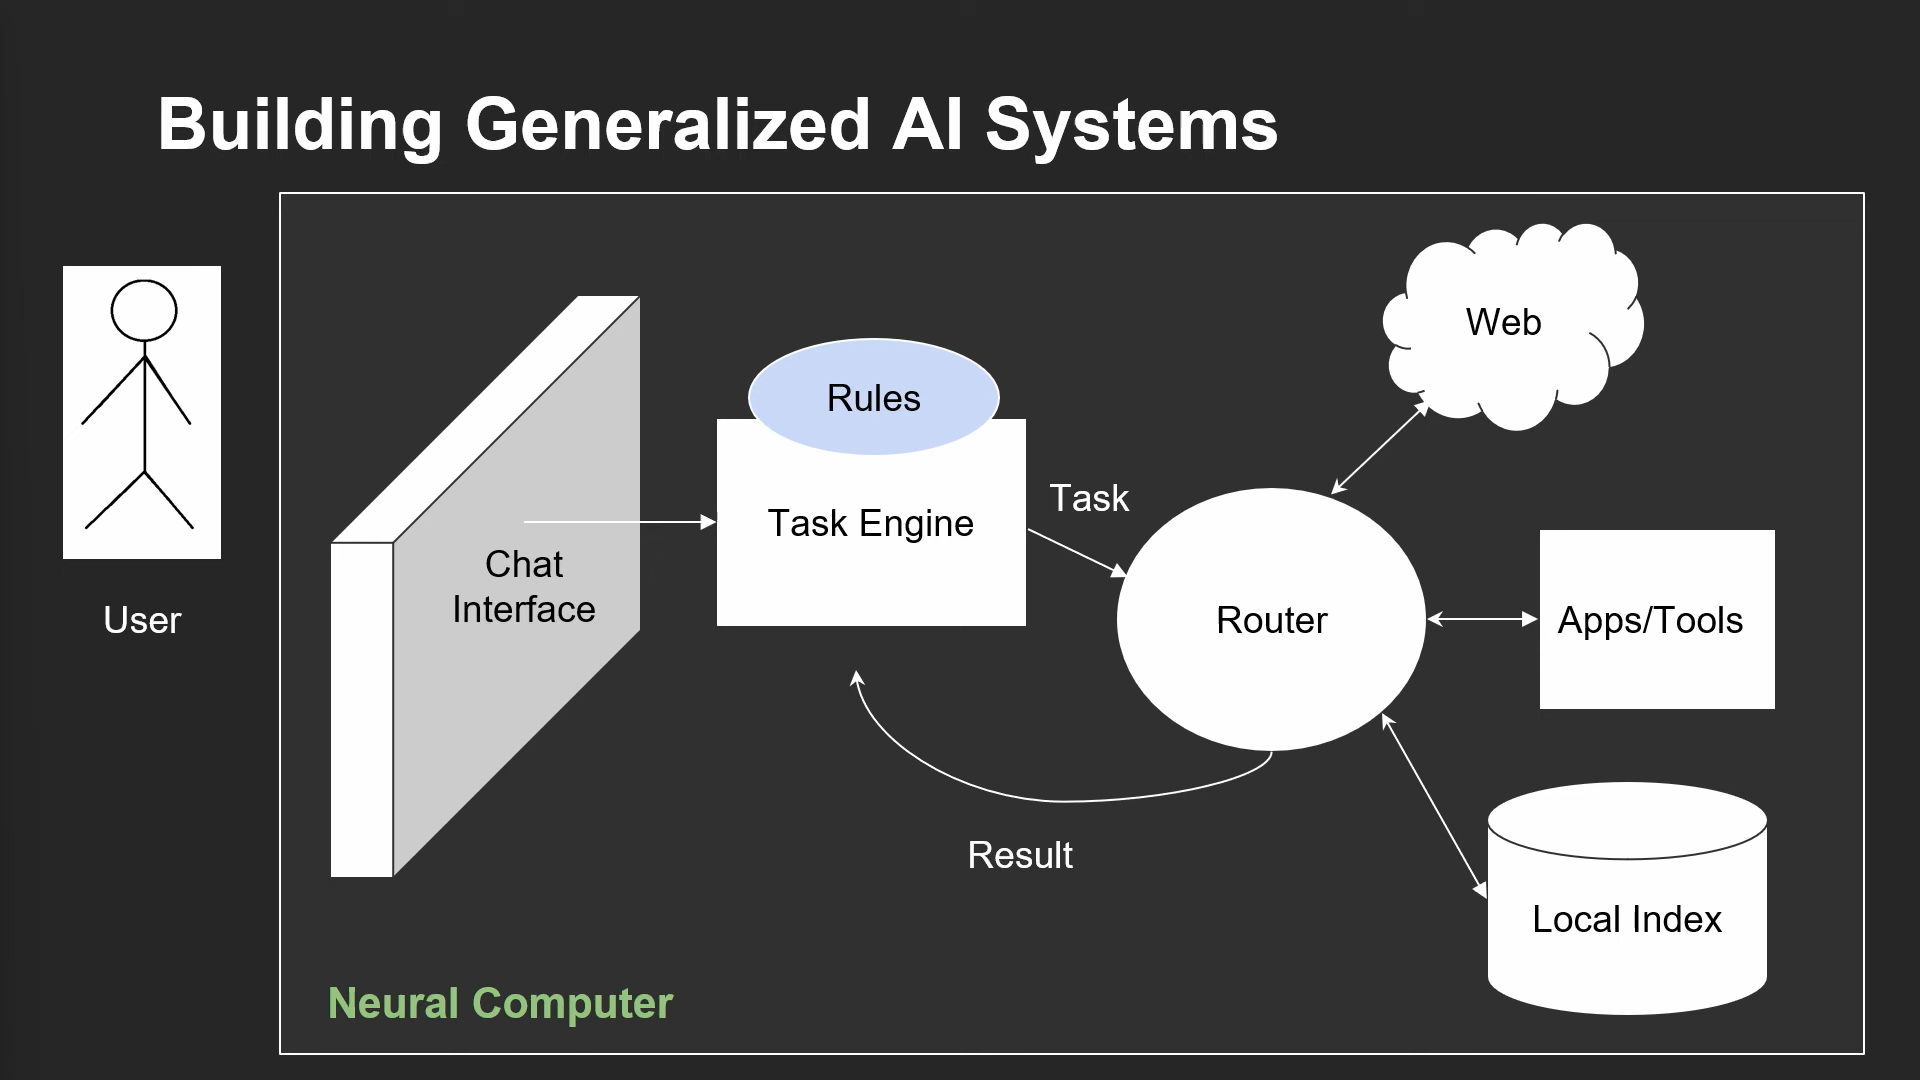 Building Generalized AI Systems
User
Chat
Interface
Rules
Task Engine
Task
Router
Result
Web
Apps/Tools
Local Index
Neural Computer